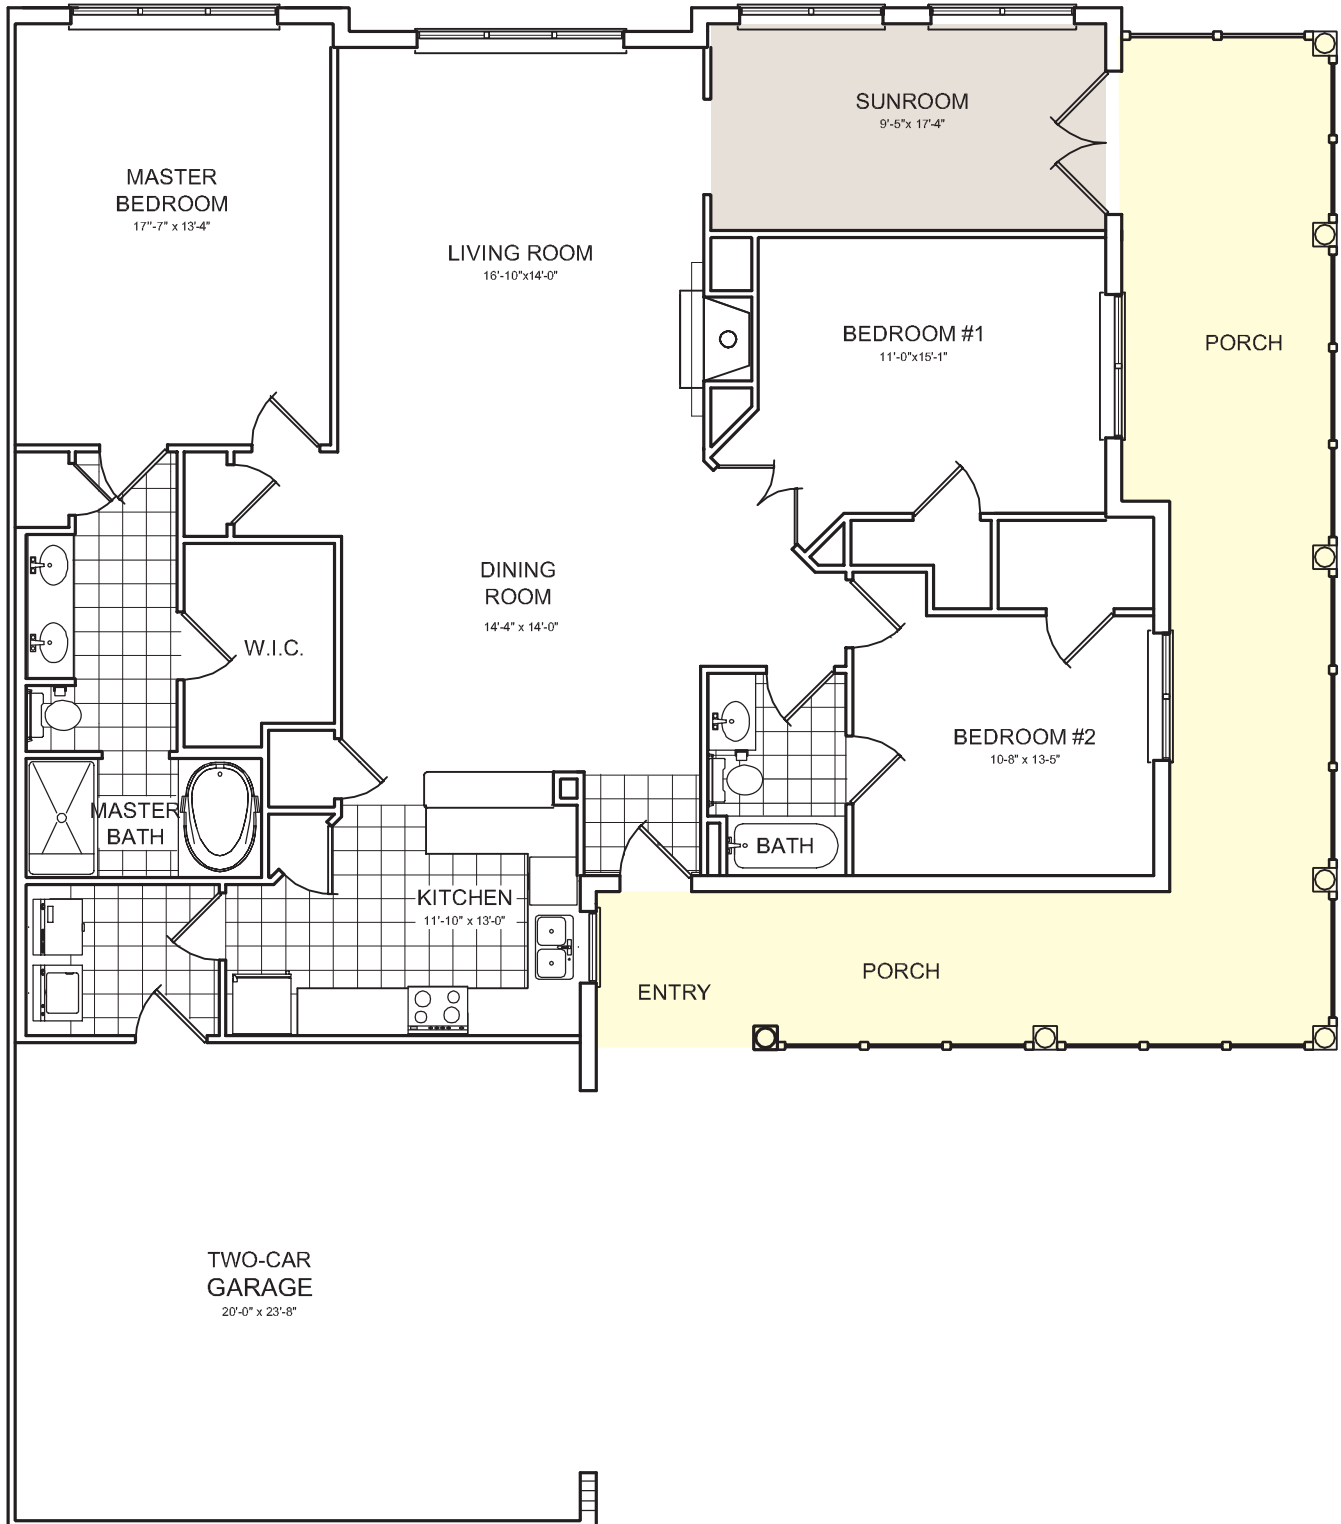 SUNROOM
9'-5"x 17'-4"
MASTER
BEDROOM
17"-7" x 13'-4"
LIVING ROOM
16'-10"x14'-0"
BEDROOM #1
11'-0"x15'-1"
PORCH
DINING
ROOM
14'-4" x 14'-0"
W.I.C.
BEDROOM #2
10-8" x 13-5"
MASTER
BATH
BATH
KITCHEN
11'-10" x 13'-0"
PORCH
ENTRY
TWO-CAR
GARAGE
20'-0" x 23'-8"